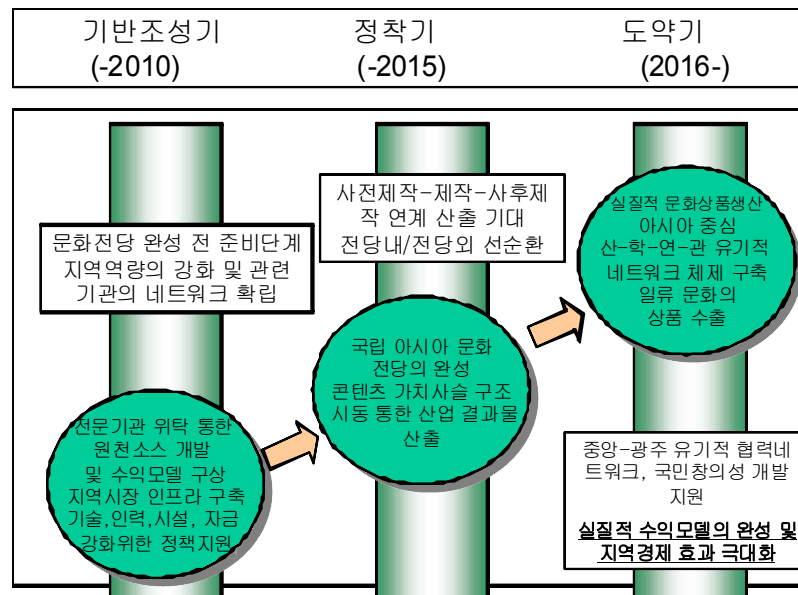 기반조성기
(-2010)
정착기
(-2015)
도약기
(2016-)
문화전당 완성 전 준비단계
지역역량의 강화 및 관련
기관의 네트워크 확립
전문기관 위탁 통한
원천소스 개발
및 수익모델 구상
지역시장 인프라 구축
기술,인력,시설, 자금
강화위한 정책지원
사전제작-제작-사후제
작 연계 산출 기대
전당내/전당외 선순환
국립 아시아 문화
전당의 완성
콘텐츠 가치사슬 구조
시동 통한 산업 결과물
산출
실질적 문화상품생산
아시아 중심
산-학-연-관 유기적
네트워크 체제 구축
일류 문화의
상품 수출
중앙-광주 유기적 협력네
트워크, 국민창의성 개발
지원
실질적 수익모델의 완성 및
지역경제 효과 극대화